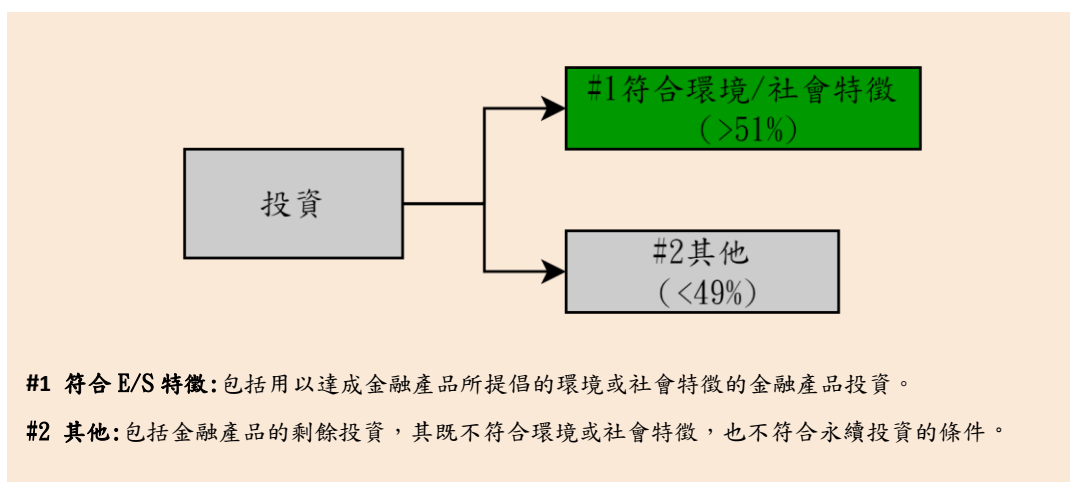 #1符合環境/社會特徵
(>51%)
投資
#2其他
(<49%)
#1 符合 E/S 特徵:包括用以達成金融產品所提倡的環境或社會特徵的金融產品投資。
#2 其他:包括金融產品的剩餘投資，其既不符合環境或社會特徵，也不符合永續投資的條件。